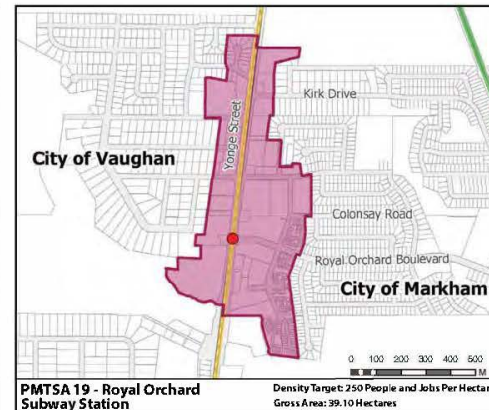 Kirk Drive
Yonge Street
City of Vaughan
Colonsay Road
Royal Orchard Boulevard
City of Markham
0 100 200 300 400 500
M
PMTSA 19 - Royal Orchard
Subway Station
Density Target: 250 People and Jobs Per Hectar
Gross Area: 39.10 Hectares